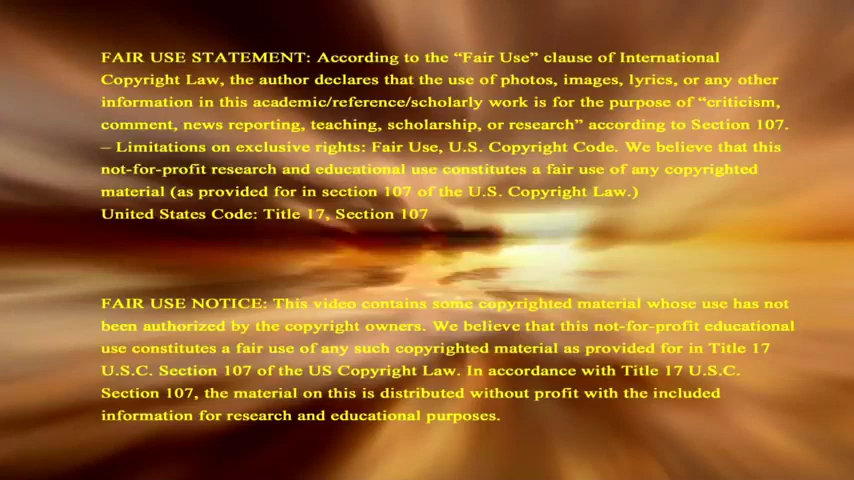 FAIR USE STATEMENT: According to the “Fair Use” clause of International
Copyright Law, the author declares that the use of photos, images, lyrics, or any other
information in this academic/reference/scholarly work is for the purpose of “criticism,
comment, news reporting, teaching, scholarship, or research” according to Section 107.
– Limitations on exclusive rights: Fair Use, U.S. Copyright Code. We believe that this
not-for-profit research and educational use constitutes a fair use of any copyrighted
material (as provided for in section 107 of the U.S. Copyright Law.)
United States Code: Title 17, Section 107
FAIR USE NOTICE: This video contains some copyrighted material whose use has not
been authorized by the copyright owners. We believe that this not-for-profit educational
use constitutes a fair use of any such copyrighted material as provided for in Title 17
U.S.C. Section 107 of the US Copyright Law. In accordance with Title 17 U.S.C.
Section 107, the material on this is distributed without profit with the included
information for research and educational purposes.